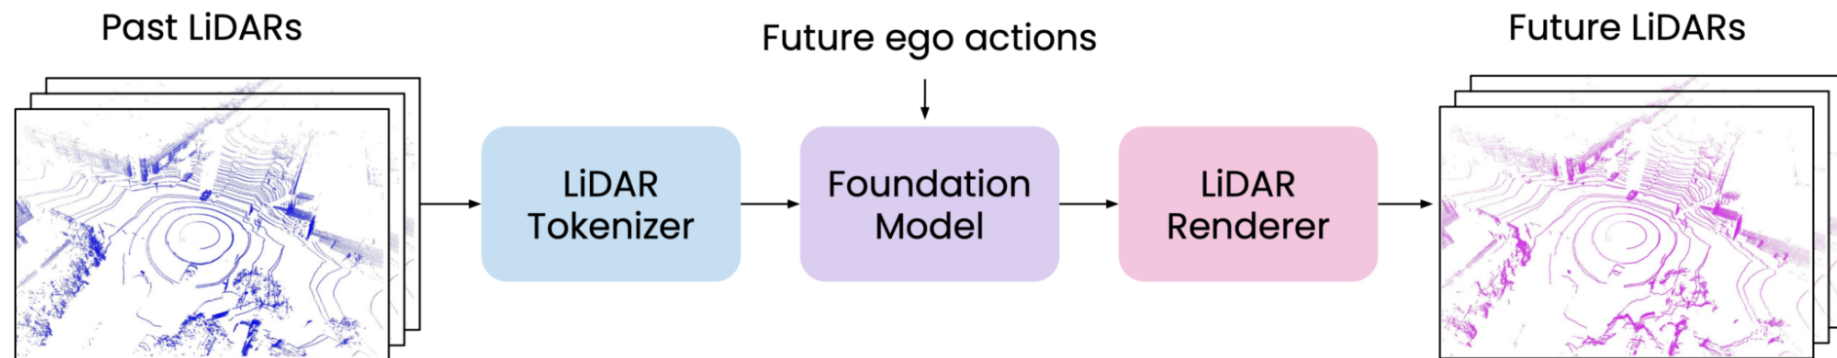 Past LiDARs
Future ego actions
Future LiDARs
LiDAR
Tokenizer
Foundation
Model
LiDAR
Renderer